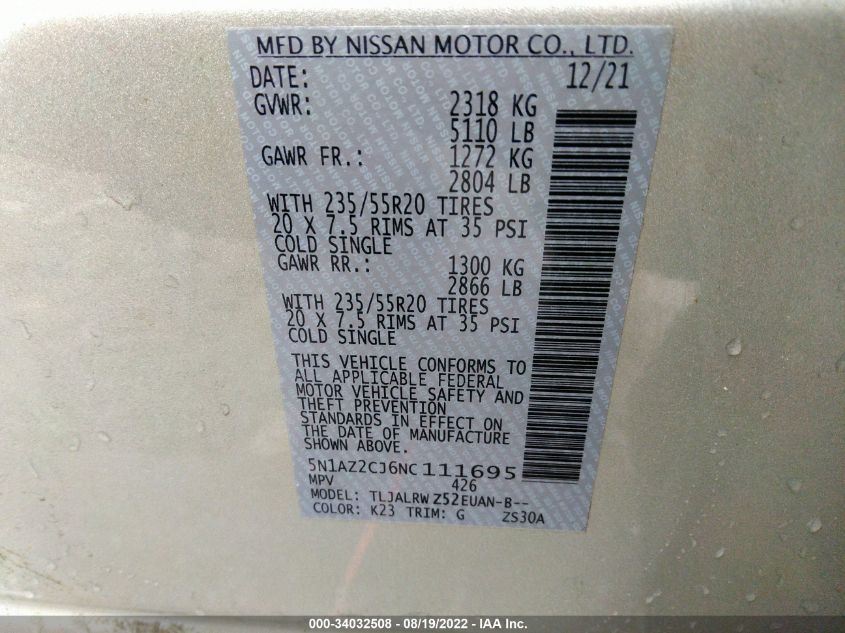 MFD BY NISSAN MOTOR CO., LTD.
DATE: 12/21
GVWR: 2318 KG
5110 LB
GAWR FR.: 1272 KG
2804 LB
WITH 235/55R20 TIRES
20 X 7.5 RIMS AT 35 PSI
COLD SINGLE
GAWR RR.: 1300 KG
2866 LB
WITH 235/55R20 TIRES
20 X 7.5 RIMS AT 35 PSI
COLD SINGLE
THIS VEHICLE CONFORMS TO
ALL APPLICABLE FEDERAL
MOTOR VEHICLE SAFETY AND
THEFT PREVENTION
STANDARDS IN EFFECT ON
THE DATE OF MANUFACTURE
SHOWN ABOVE.
5N1AZ2CJ6NC111695
MPV 426
MODEL: TLJALRW Z52EUAN-B--
COLOR: K23 TRIM: G ZS30A
000-34032508 - 08/19/2022 - IAA Inc.